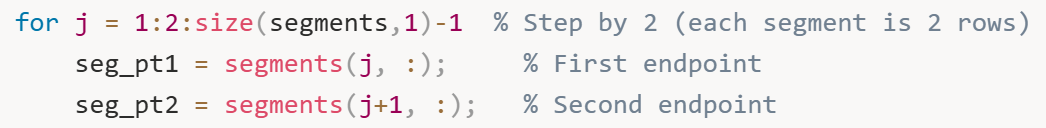 for j = 1:2:size(segments,1)-1  % Step by 2 (each segment is 2 rows)
    seg_pt1 = segments(j, :);     % First endpoint
    seg_pt2 = segments(j+1, :);   % Second endpoint